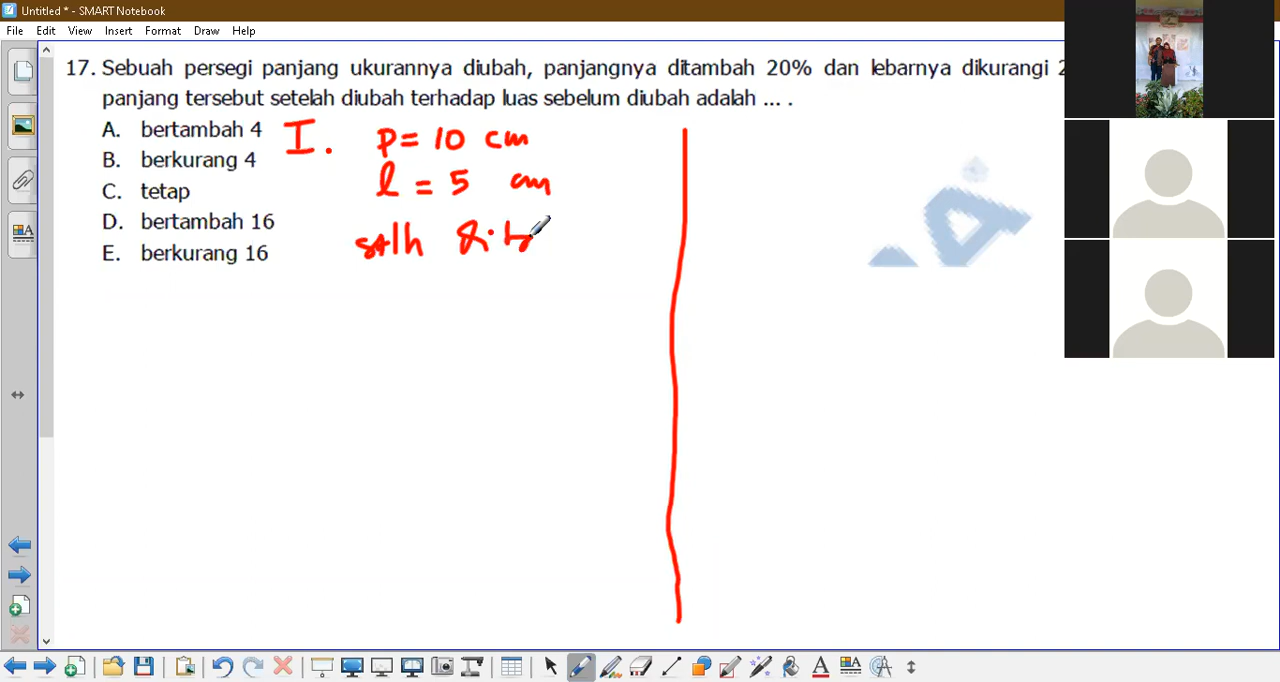 Untitled * - SMART Notebook
File Edit View Insert Format Draw Help
17. Sebuah persegi panjang ukurannya diubah, panjangnya ditambah 20% dan lebarnya dikurangi 2
panjang tersebut setelah diubah terhadap luas sebelum diubah adalah ... .
A. bertambah 4
B. berkurang 4
C. tetap
D. bertambah 16
E. berkurang 16
I. p = 10 cm
l = 5 cm
stlh